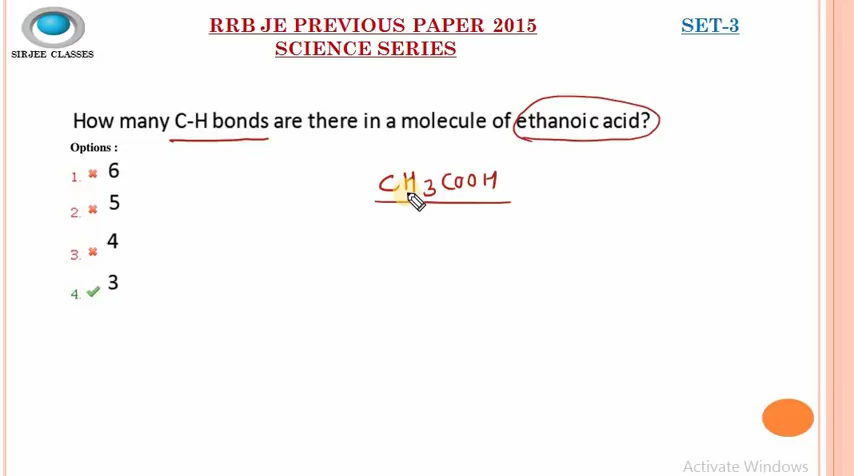 RRB JE PREVIOUS PAPER 2015 SET-3
SCIENCE SERIES
SIRJEE CLASSES
How many C-H bonds are there in a molecule of ethanoic acid?
Options :
1. 6
2. 5
3. 4
4. 3
CH3COOH
Activate Windows